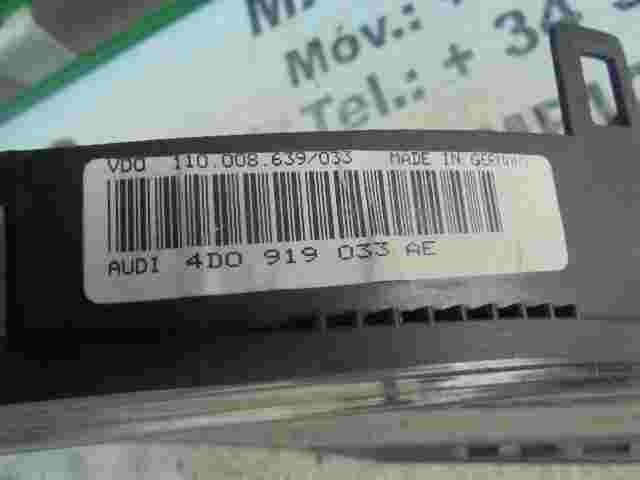 Móv.:
Tel.: + 34
VDO 110.008.639/033 MADE IN GERMANY
AUDI 4D0 919 033 AE